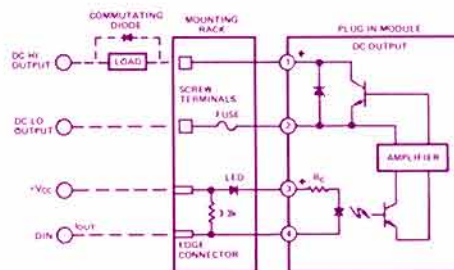 COMMUTATING
DIODE
MOUNTING
RACK
PLUG IN MODULE
DC OUTPUT
DC HI
OUTPUT
LOAD
+
1
SCREW
TERMINALS
FUSE
DC LO
OUTPUT
2
AMPLIFIER
+VCC
LED
3
+
RC
DIN
IOUT
4
EDGE
CONNECTOR